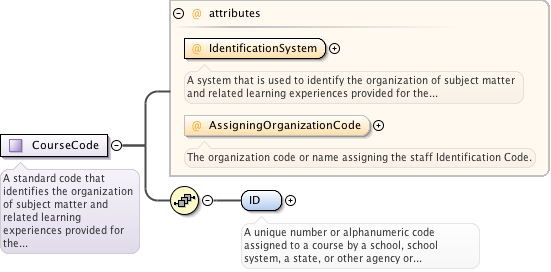 @ attributes
@ IdentificationSystem
A system that is used to identify the organization of subject matter
and related learning experiences provided for the...
@ AssigningOrganizationCode
The organization code or name assigning the staff Identification Code.
CourseCode
A standard code that
identifies the organization
of subject matter and
related learning
experiences provided for
the...
ID
A unique number or alphanumeric code
assigned to a course by a school, school
system, a state, or other agency or...